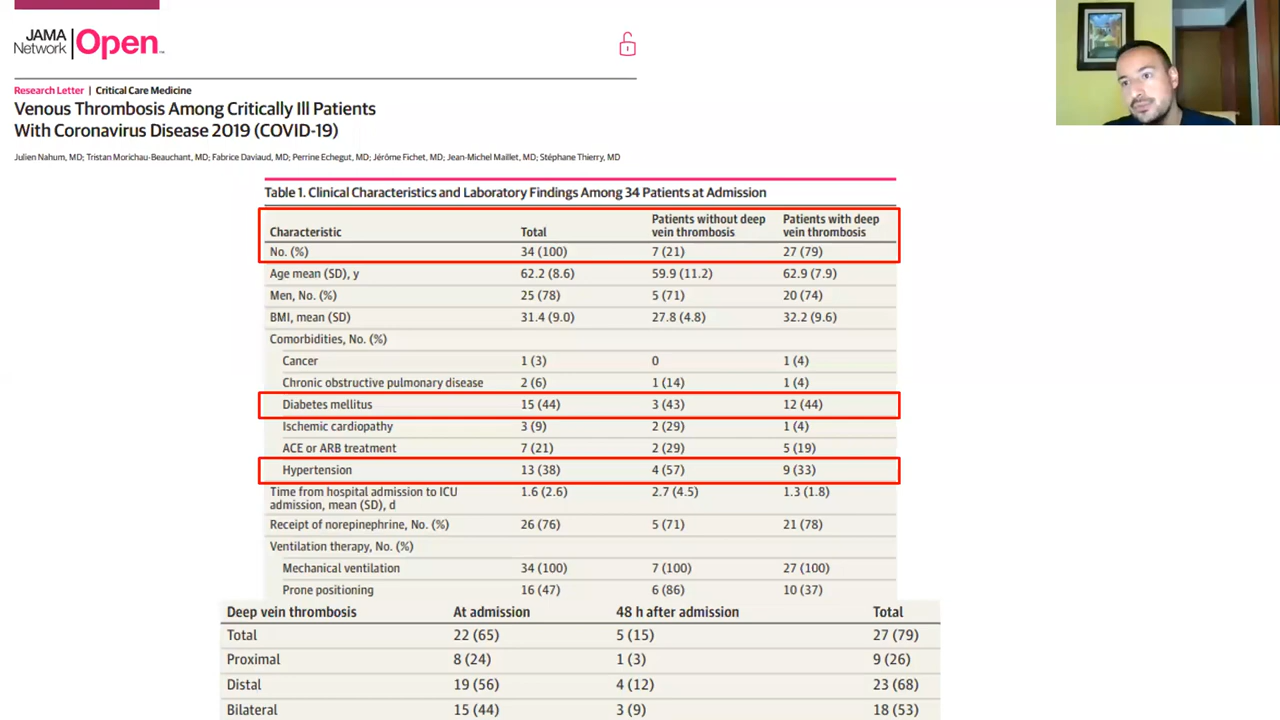 JAMA
Network
Open™
Research Letter | Critical Care Medicine
Venous Thrombosis Among Critically Ill Patients
With Coronavirus Disease 2019 (COVID-19)
Julien Nahum, MD; Tristan Morichau-Beauchant, MD; Fabrice Daviaud, MD; Perrine Echegut, MD; Jérôme Fichet, MD; Jean-Michel Maillet, MD; Stéphane Thierry, MD
Table 1. Clinical Characteristics and Laboratory Findings Among 34 Patients at Admission
Characteristic Total Patients without deep vein thrombosis Patients with deep vein thrombosis
No. (%) 34 (100) 7 (21) 27 (79)
Age mean (SD), y 62.2 (8.6) 59.9 (11.2) 62.9 (7.9)
Men, No. (%) 25 (78) 5 (71) 20 (74)
BMI, mean (SD) 31.4 (9.0) 27.8 (4.8) 32.2 (9.6)
Comorbidities, No. (%)
Cancer 1 (3) 0 1 (4)
Chronic obstructive pulmonary disease 2 (6) 1 (14) 1 (4)
Diabetes mellitus 15 (44) 3 (43) 12 (44)
Ischemic cardiopathy 3 (9) 2 (29) 1 (4)
ACE or ARB treatment 7 (21) 2 (29) 5 (19)
Hypertension 13 (38) 4 (57) 9 (33)
Time from hospital admission to ICU 1.6 (2.6) 2.7 (4.5) 1.3 (1.8)
admission, mean (SD), d
Receipt of norepinephrine, No. (%) 26 (76) 5 (71) 21 (78)
Ventilation therapy, No. (%)
Mechanical ventilation 34 (100) 7 (100) 27 (100)
Prone positioning 16 (47) 6 (86) 10 (37)
Deep vein thrombosis At admission 48 h after admission Total
Total 22 (65) 5 (15) 27 (79)
Proximal 8 (24) 1 (3) 9 (26)
Distal 19 (56) 4 (12) 23 (68)
Bilateral 15 (44) 3 (9) 18 (53)